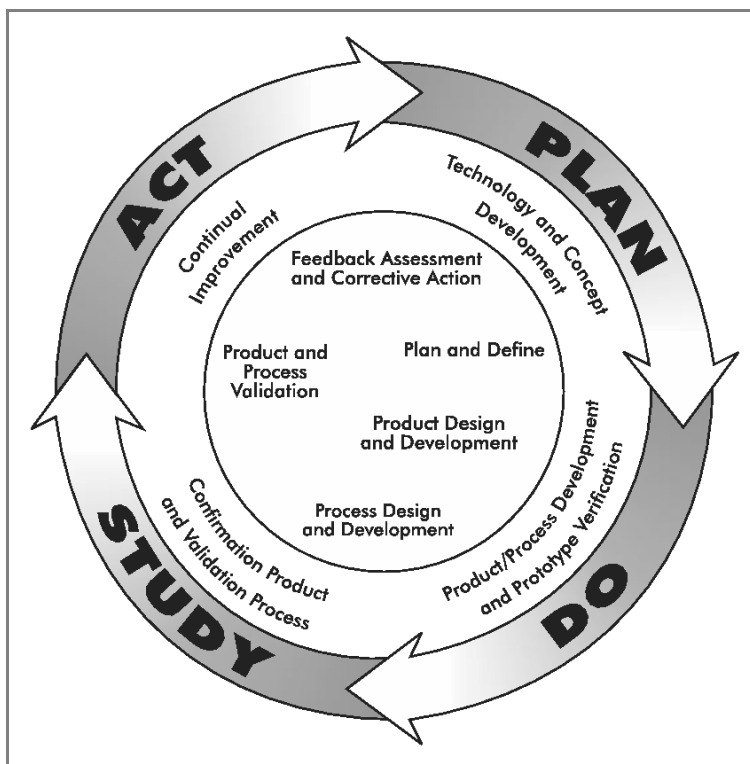 ACT
PLAN
DO
STUDY
Continual
Improvement
Technology and Concept
Development
Product/Process Development
and Prototype Verification
Confirmation Product
and Validation Process
Feedback Assessment
and Corrective Action
Plan and Define
Product and
Process
Validation
Product Design
and Development
Process Design
and Development